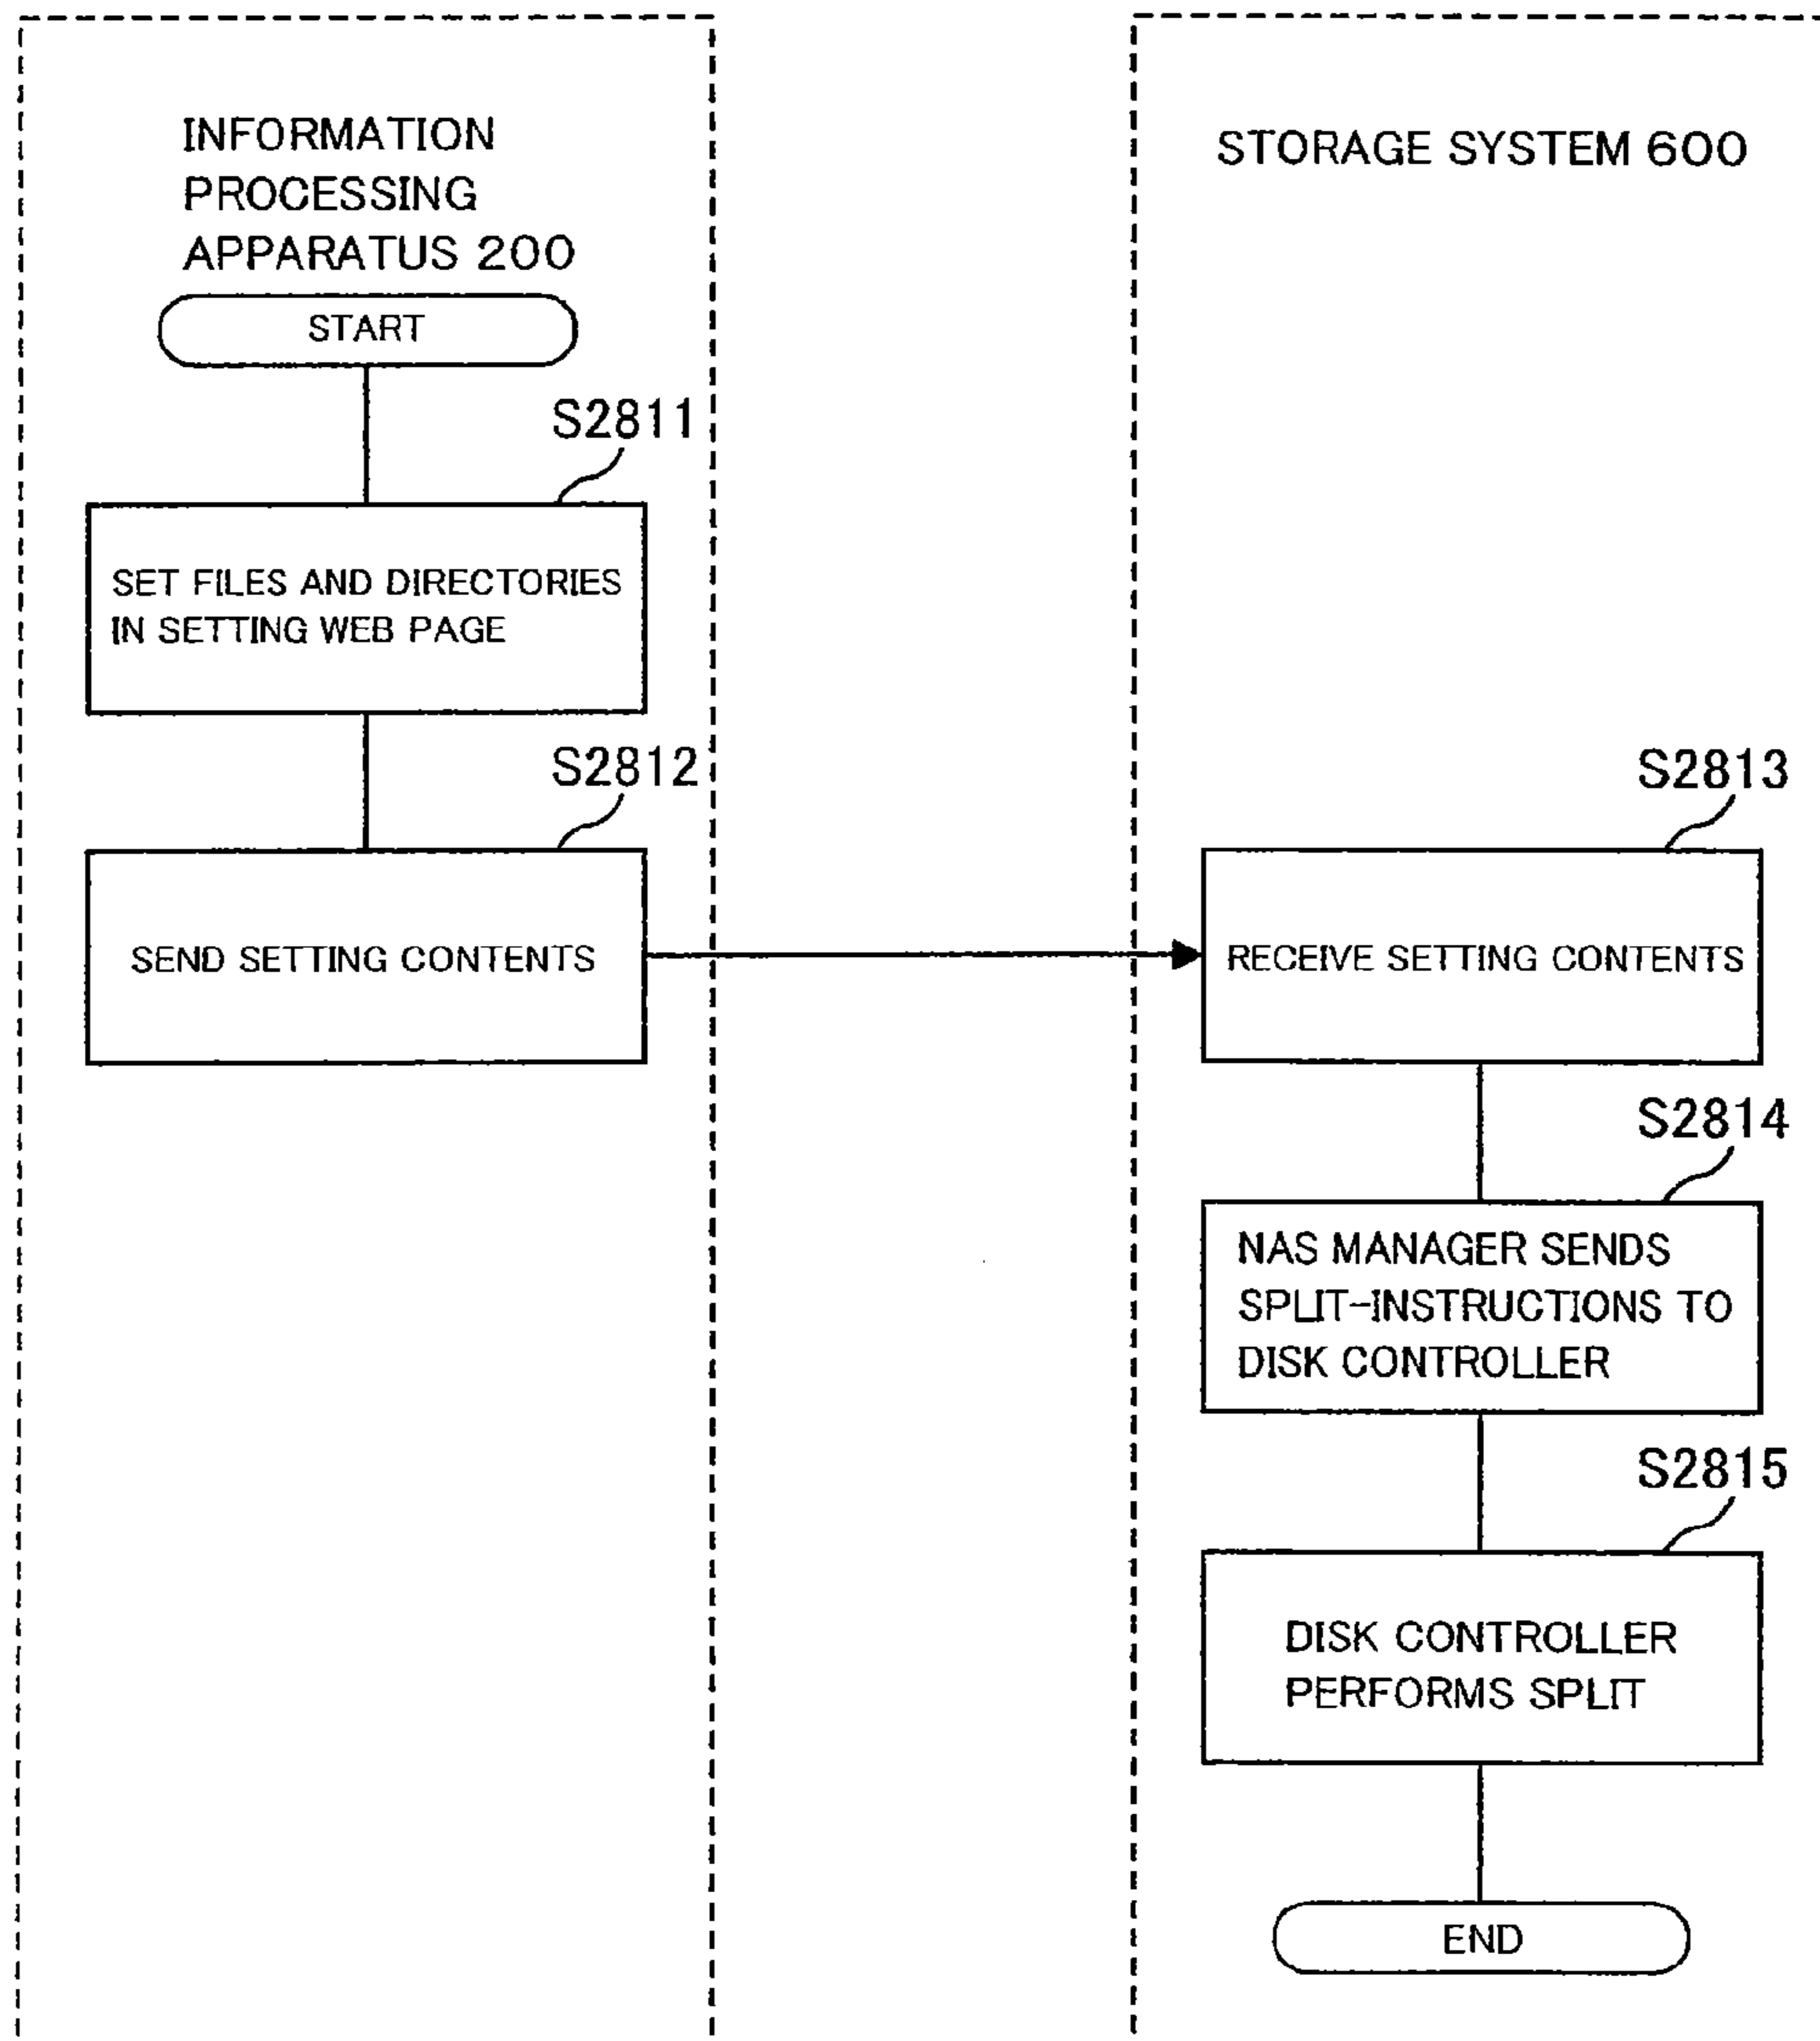 INFORMATION
PROCESSING
APPARATUS 200
START
S2811
SET FILES AND DIRECTORIES
IN SETTING WEB PAGE
S2812
SEND SETTING CONTENTS
STORAGE SYSTEM 600
S2813
RECEIVE SETTING CONTENTS
S2814
NAS MANAGER SENDS
SPLIT-INSTRUCTIONS TO
DISK CONTROLLER
S2815
DISK CONTROLLER
PERFORMS SPLIT
END